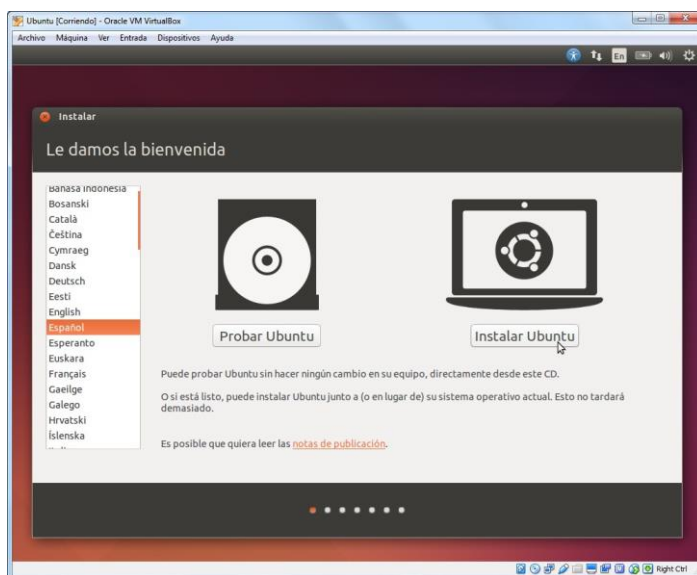 Ubuntu [Corriendo] - Oracle VM VirtualBox
Archivo Máquina Ver Entrada Dispositivos Ayuda
En
Instalar
Le damos la bienvenida
Bahasa Indonesia
Bosanski
Català
Čeština
Cymraeg
Dansk
Deutsch
Eesti
English
Español
Esperanto
Euskara
Français
Gaeilge
Galego
Hrvatski
Íslenska
Probar Ubuntu
Instalar Ubuntu
Puede probar Ubuntu sin hacer ningún cambio en su equipo, directamente desde este CD.
O si está listo, puede instalar Ubuntu junto a (o en lugar de) su sistema operativo actual. Esto no tardará
demasiado.
Es posible que quiera leer las notas de publicación.
Right Ctrl